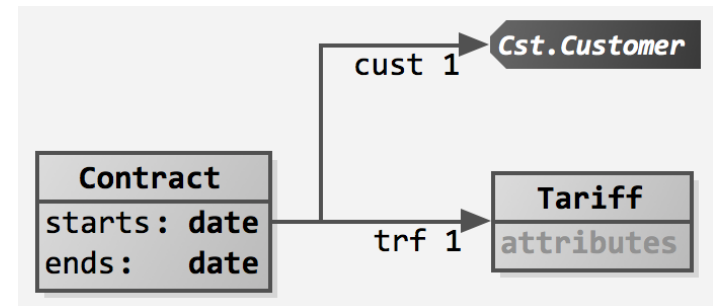 Cst.Customer
cust 1
Contract
starts: date
ends: date
trf 1
Tariff
attributes